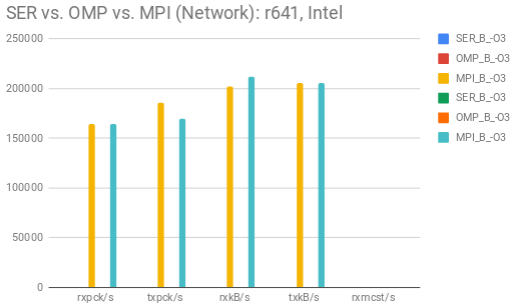 SER vs. OMP vs. MPI (Network): r641, Intel
250000
200000
150000
100000
50000
0
rxpck/s txpck/s rxkB/s txkB/s rxmcst/s
SER_B_-O3
OMP_B_-O3
MPI_B_-O3
SER_B_-O3
OMP_B_-O3
MPI_B_-O3